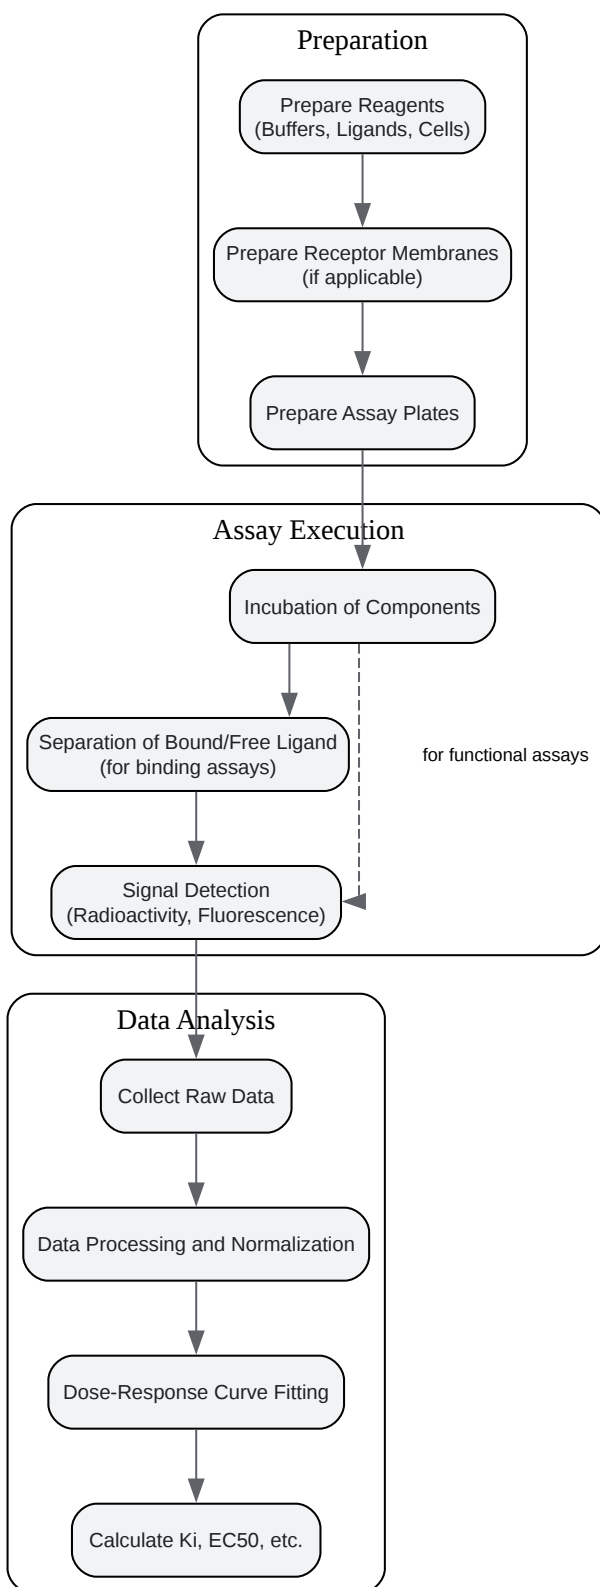 Preparation
Prepare Reagents
(Buffers, Ligands, Cells)
Prepare Receptor Membranes
(if applicable)
Prepare Assay Plates
Assay Execution
Incubation of Components
Separation of Bound/Free Ligand
(for binding assays)
for functional assays
Signal Detection
(Radioactivity, Fluorescence)
Data Analysis
Collect Raw Data
Data Processing and Normalization
Dose-Response Curve Fitting
Calculate Ki, EC50, etc.